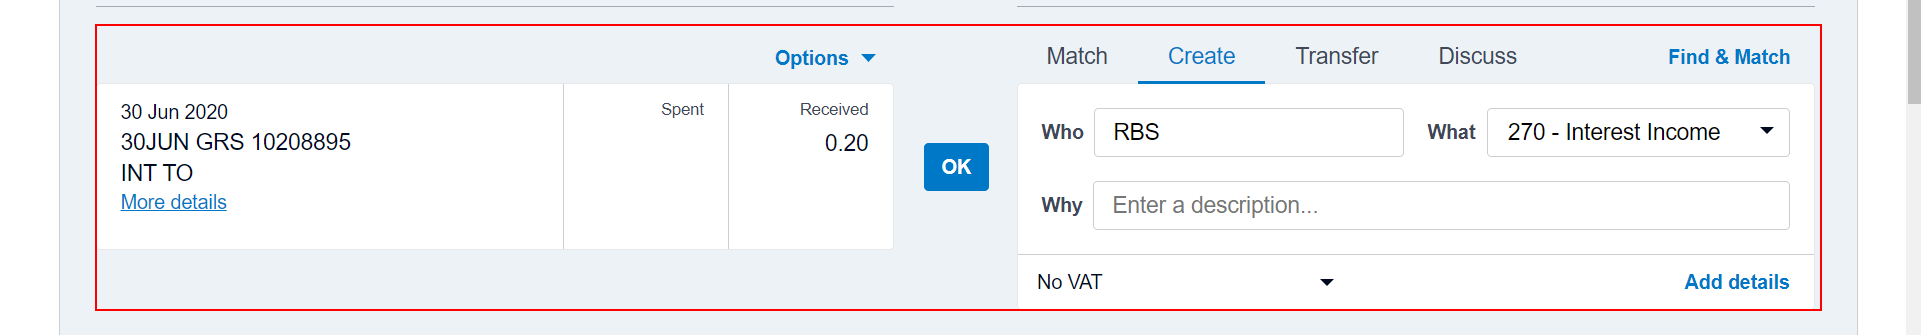 Options
30 Jun 2020
30JUN GRS 10208895
INT TO
More details
Spent
Received
0.20
OK
Match Create Transfer Discuss Find & Match
Who RBS What 270 - Interest Income
Why Enter a description...
No VAT Add details